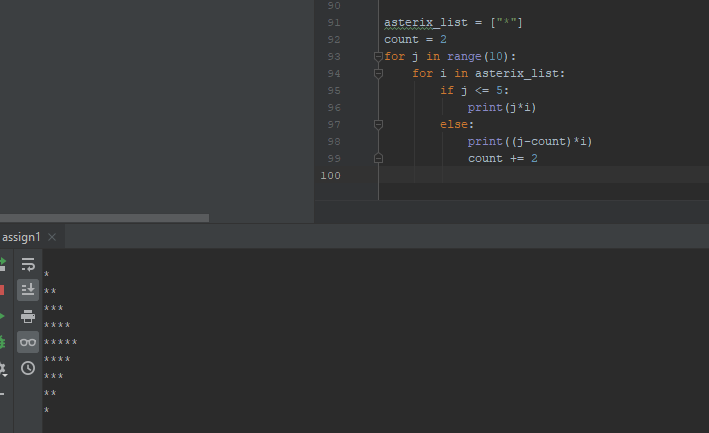 90
91 asterix_list = ["*"]
92 count = 2
93 for j in range(10):
94     for i in asterix_list:
95         if j <= 5:
96             print(j*i)
97         else:
98             print((j-count)*i)
99             count += 2
100
assign1 ×
*
**
***
****
*****
****
***
**
*